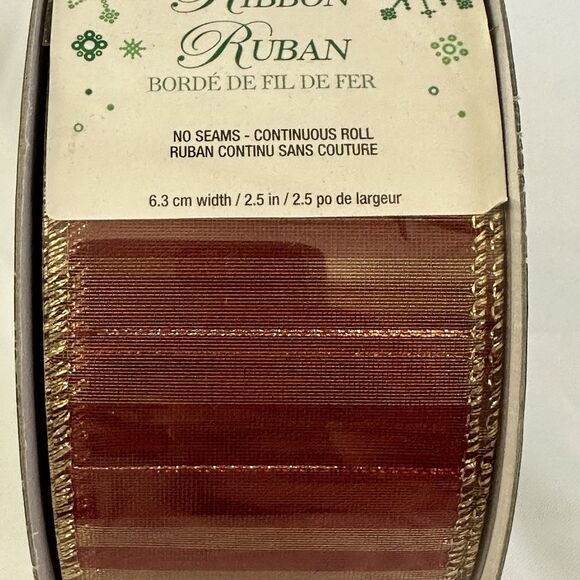 RIBBON
RUBAN
BORDÉ DE FIL DE FER
NO SEAMS - CONTINUOUS ROLL
RUBAN CONTINU SANS COUTURE
6.3 cm width / 2.5 in / 2.5 po de largeur